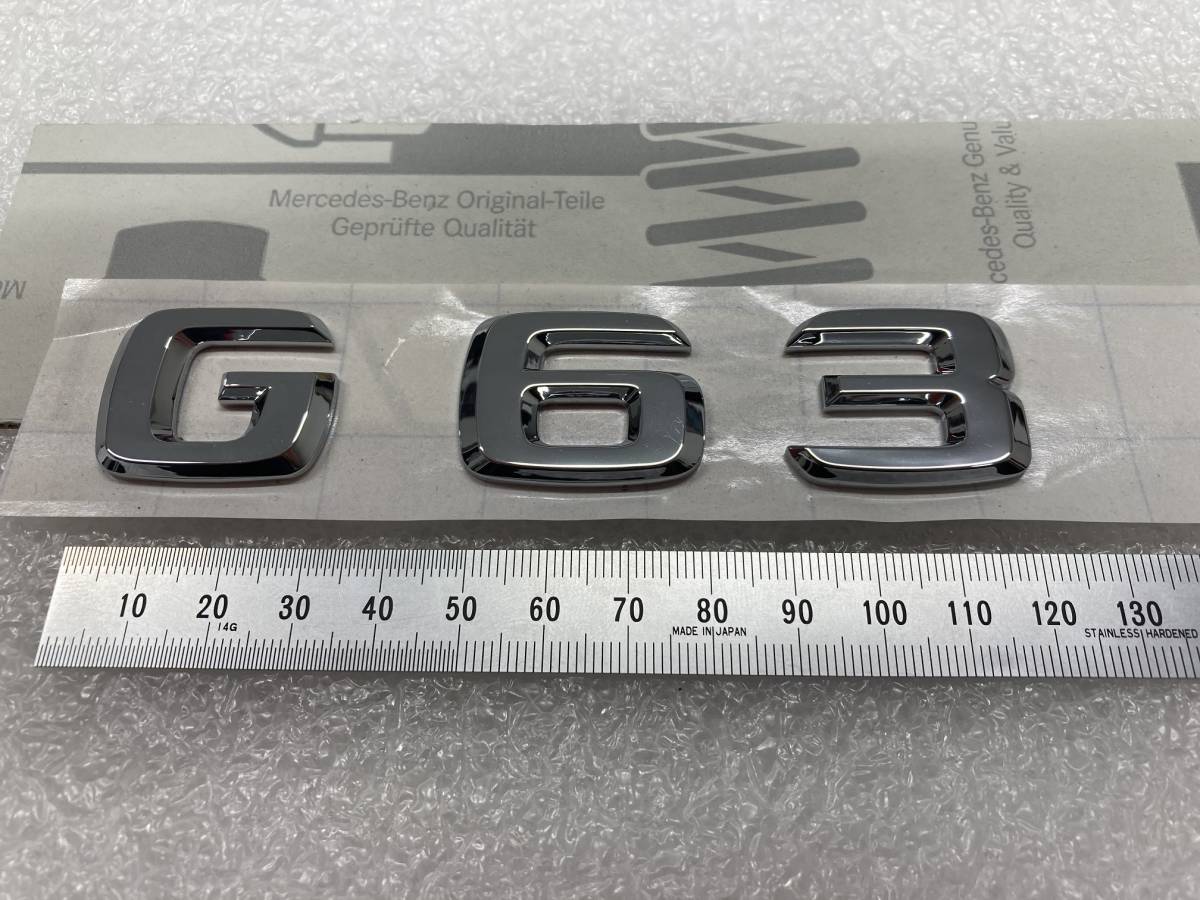 Mercedes-Benz Original-Teile
Geprüfte Qualität
cedes-Benz Genu
Quality & Valu
G 63
10 20 30 40 50 60 70 80 90 100 110 120 130
14G
MADE IN JAPAN
STAINLESS HARDENED